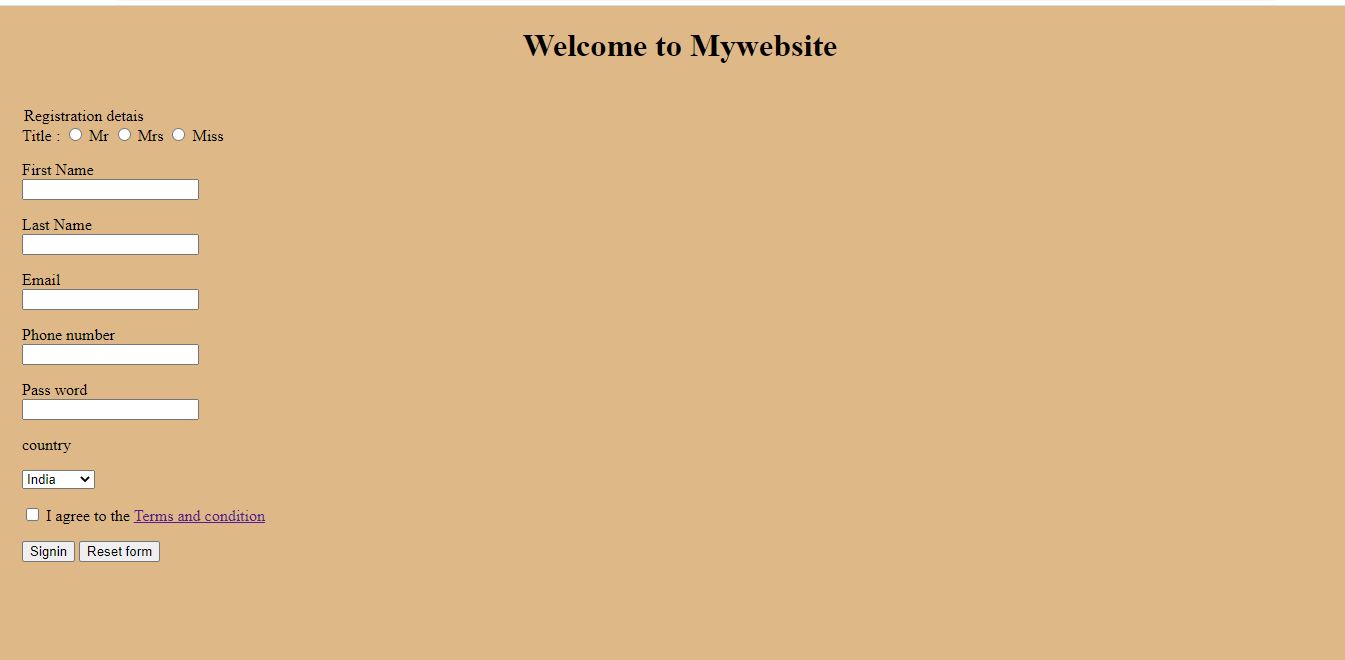 Welcome to Mywebsite
Registration detais
Title : Mr Mrs Miss
First Name
Last Name
Email
Phone number
Pass word
country
India
I agree to the Terms and condition
Signin Reset form